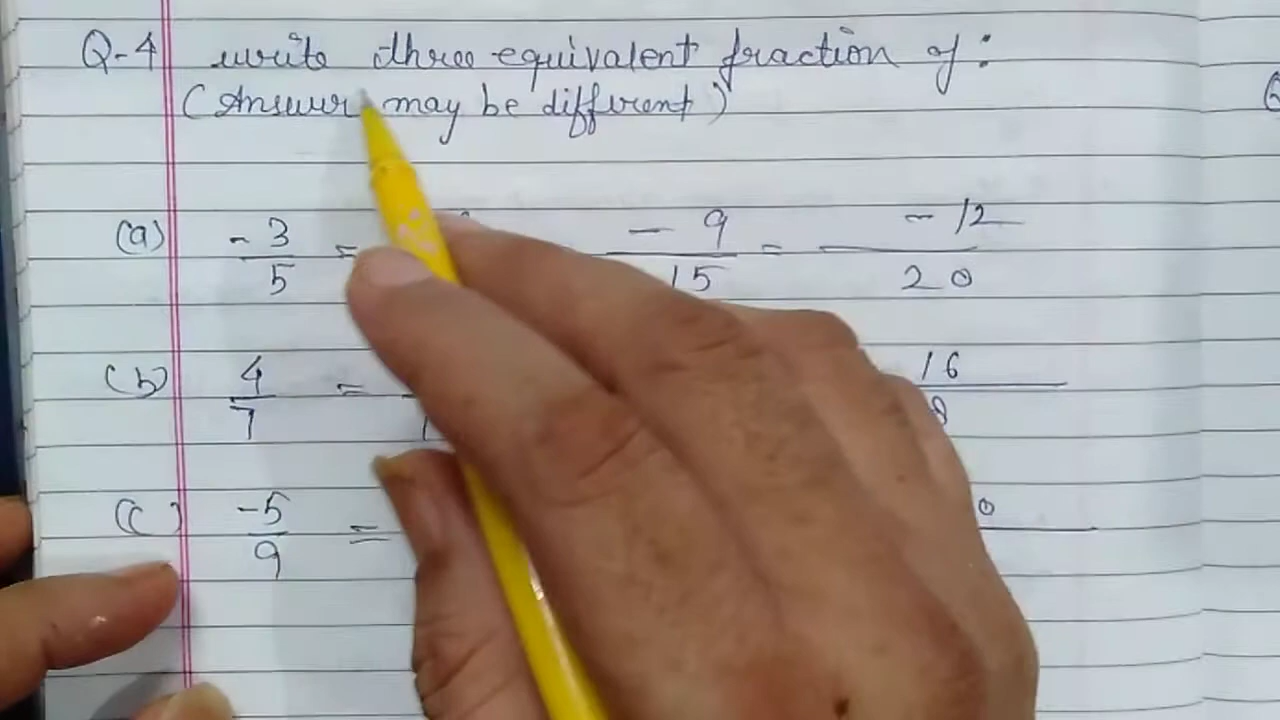 Q-4 write three equivalent fraction of :
(Answer may be different)
(a) -3/5 = -9/15 = -12/20
(b) 4/7 = 16
(c) -5/9 =